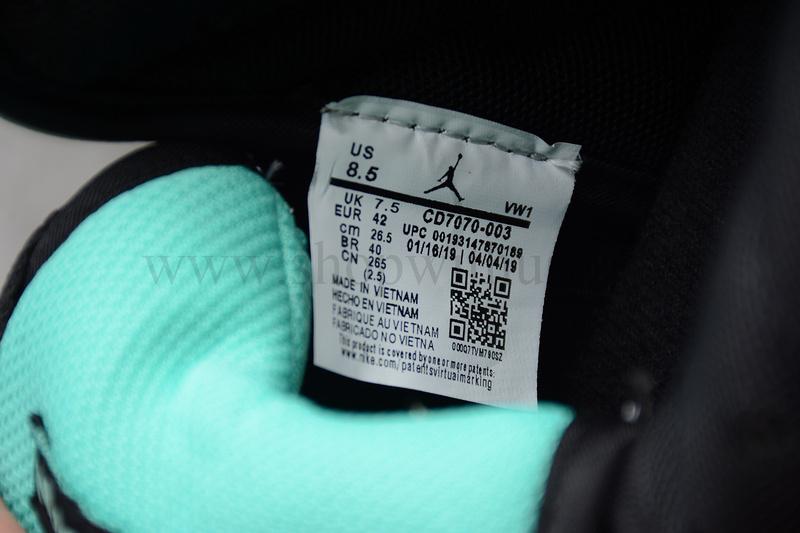 US
8.5
VW1
UK 7.5
EUR 42
cm 26.5
BR 40
CN 265
(2.5)
CD7070-003
UPC 00193147870189
01/16/19 | 04/04/19
MADE IN VIETNAM
HECHO EN VIETNAM
FABRIQUE AU VIETNAM
FABRICADO NO VIETNA
This product is covered by one or more patents:
www.nike.com/patentsvirtualmarking